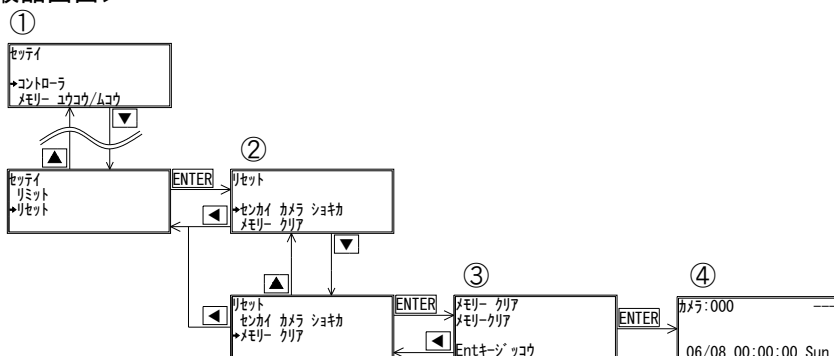 ①
セッテイ
➔コントローラ
メモリー ユウコウ/ムコウ
▼
▲
②
セッテイ
リミット
➔リセット
ENTER
リセット
➔センカイ カメラ ショキカ
メモリー クリア
◀
▼
▲
③
④
リセット
センカイ カメラ ショキカ
➔メモリー クリア
◀
ENTER
メモリー クリア
メモリークリア
Entキージッコウ
◀
ENTER
カメラ:000
06/08 00:00:00 Sun